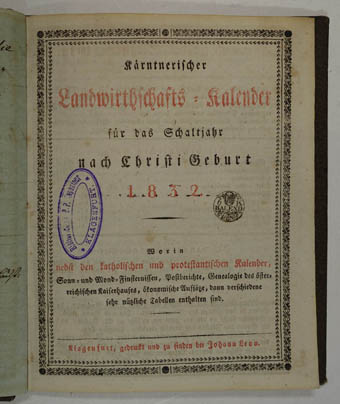 Kärntnerischer
Landwirthschafts-Kalender
für das Schaltjahr
nach Christi Geburt
1832.
Worin
nebst den katholischen und protestantischen Kalender,
Sonn- und Mond-Finsternissen, Postberichte, Genealogie des öster-
reichischen Kaiserhauses, ökonomische Aufsätze, dann verschiedene
sehr nützliche Tabellen enthalten sind.
Klagenfurt, gedruckt und zu finden bei Johann Leon.
KLAGENFURT